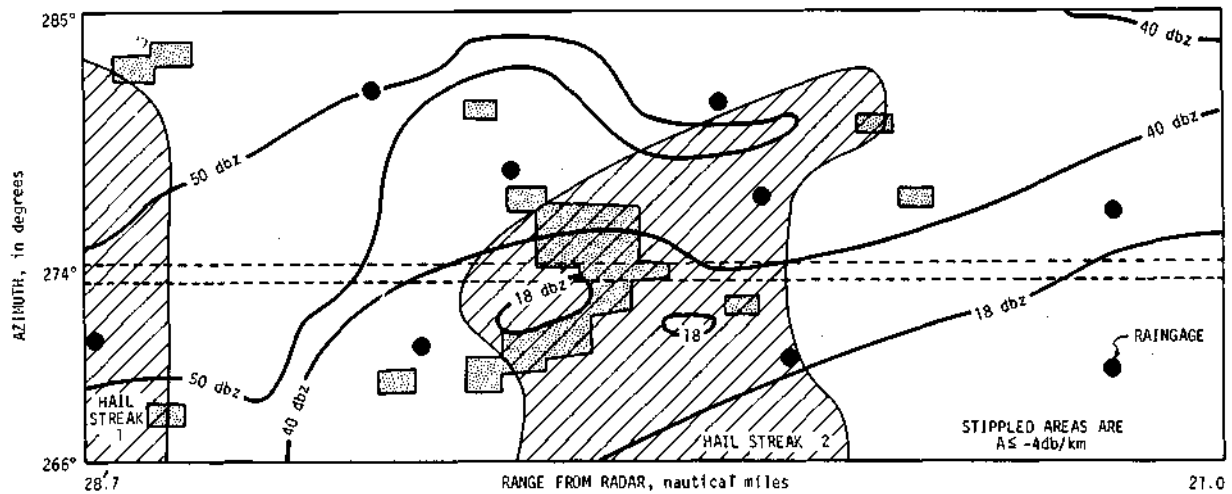 285°
40 dbz
50 dbz
40 dbz
AZIMUTH, in degrees
274°
18 dbz
18 dbz
18
RAINGAGE
50 dbz
40 dbz
HAIL
STREAK
1
HAIL STREAK 2
STIPPLED AREAS ARE
A≤ -4db/km
266°
28.7
RANGE FROM RADAR, nautical miles
27.0